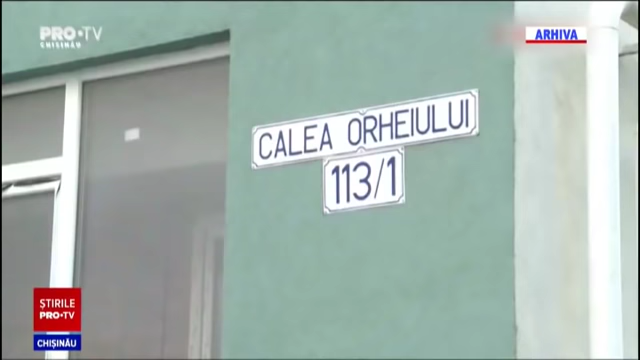 PRO•TV
CHIȘINĂU
ARHIVA
CALEA ORHEIULUI
113/1
ȘTIRILE
PRO•TV
CHIȘINĂU